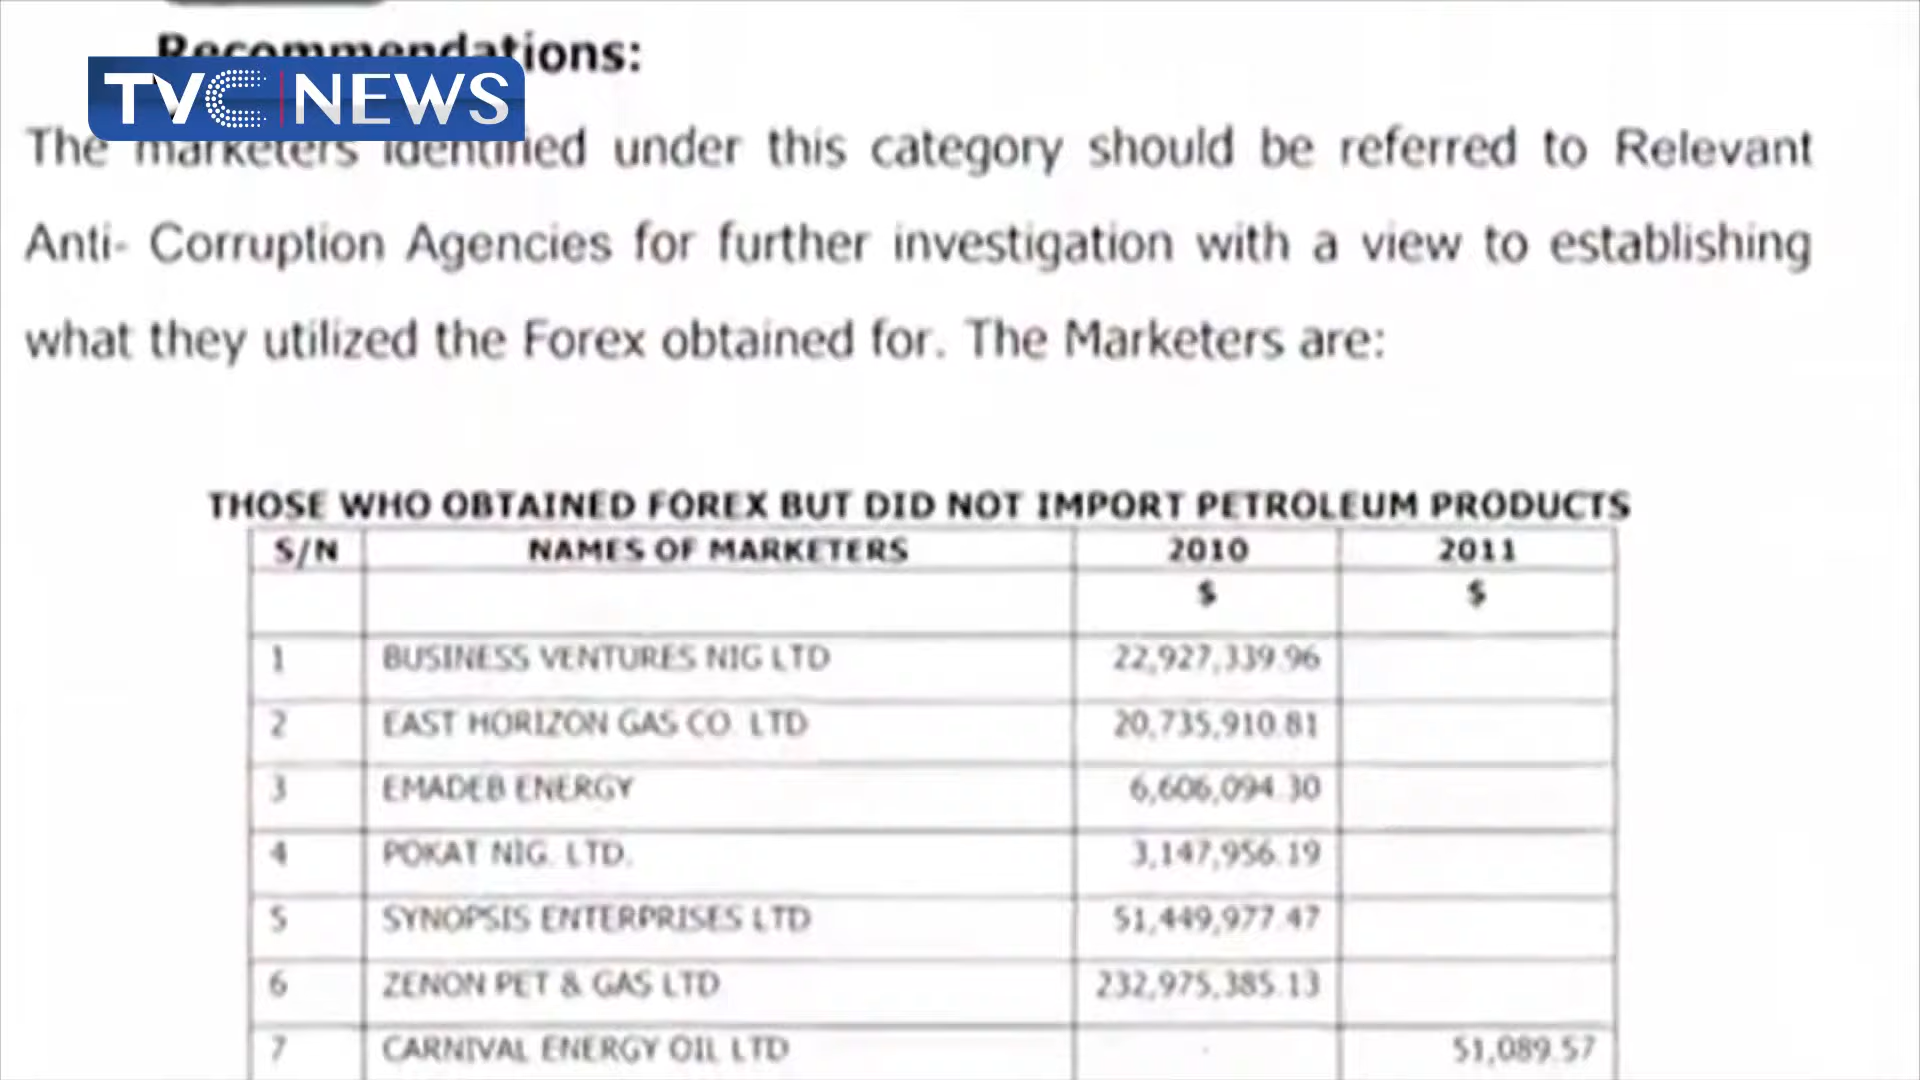 Recommendations:
TVC NEWS
The marketers identified under this category should be referred to Relevant
Anti- Corruption Agencies for further investigation with a view to establishing
what they utilized the Forex obtained for. The Marketers are:
THOSE WHO OBTAINED FOREX BUT DID NOT IMPORT PETROLEUM PRODUCTS
S/N NAMES OF MARKETERS 2010 2011
$ $
1 BUSINESS VENTURES NIG LTD 22,927,339.96
2 EAST HORIZON GAS CO. LTD 20,735,910.81
3 EMADEB ENERGY 6,606,094.30
4 POKAT NIG. LTD. 3,147,956.19
5 SYNOPSIS ENTERPRISES LTD 51,449,977.47
6 ZENON PET & GAS LTD 232,975,385.13
7 CARNIVAL ENERGY OIL LTD - 51,089.57